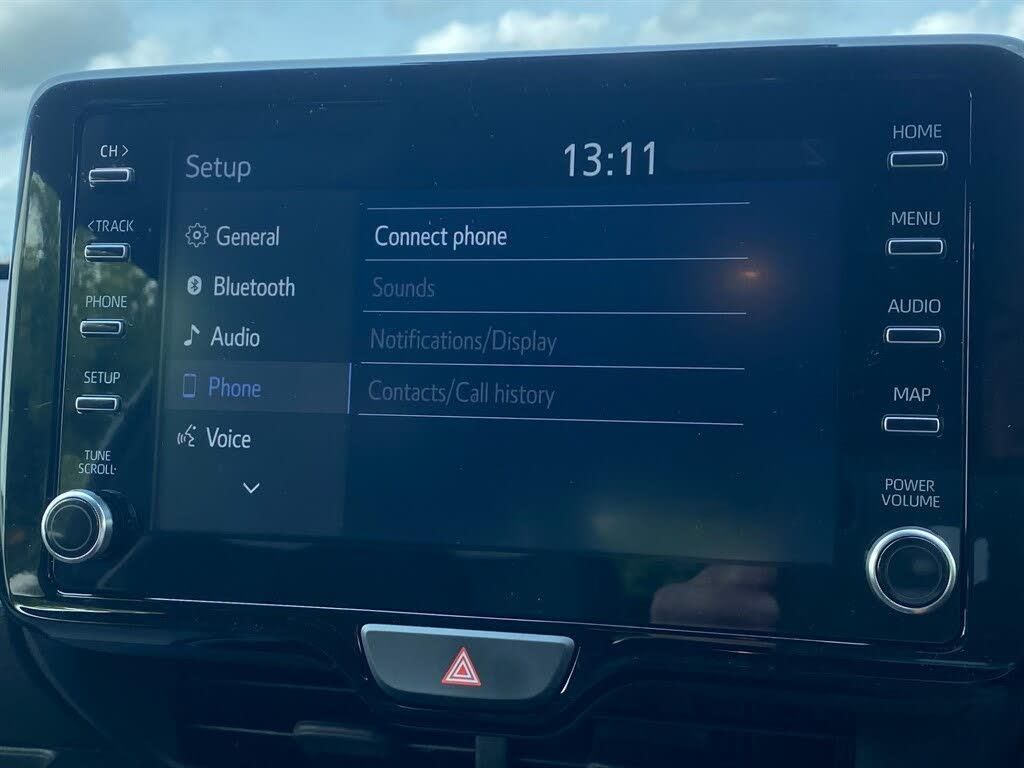 CH >
<TRACK
PHONE
SETUP
TUNE
SCROLL·
Setup
13:11
General
Bluetooth
Audio
Phone
Voice
Connect phone
Sounds
Notifications/Display
Contacts/Call history
HOME
MENU
AUDIO
MAP
POWER
VOLUME